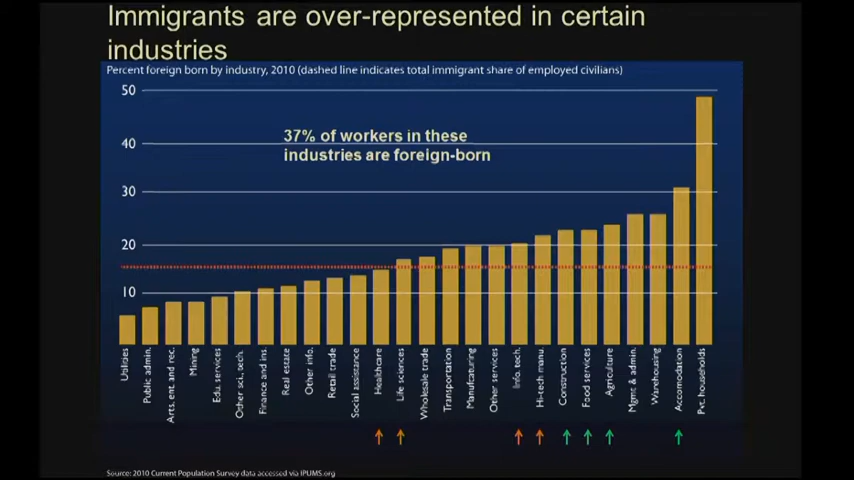 Immigrants are over-represented in certain
industries
Percent foreign born by industry, 2010 (dashed line indicates total immigrant share of employed civilians)
50
37% of workers in these
industries are foreign-born
40
30
20
10
Utilities
Public admin.
Arts. ent. and rec.
Mining
Edu. services
Other sci., tech.
Finance and ins.
Real estate
Other info.
Retail trade
Social assistance
Healthcare
Life sciences
Wholesale trade
Transportation
Manufcaturing
Other services
Info. tech.
Hi-tech manu.
Construction
Food services
Agriculture
Mgmt & admin.
Warehousing
Accomodation
Pvt. households
Source: 2010 Current Population Survey data accessed via IPUMS.org